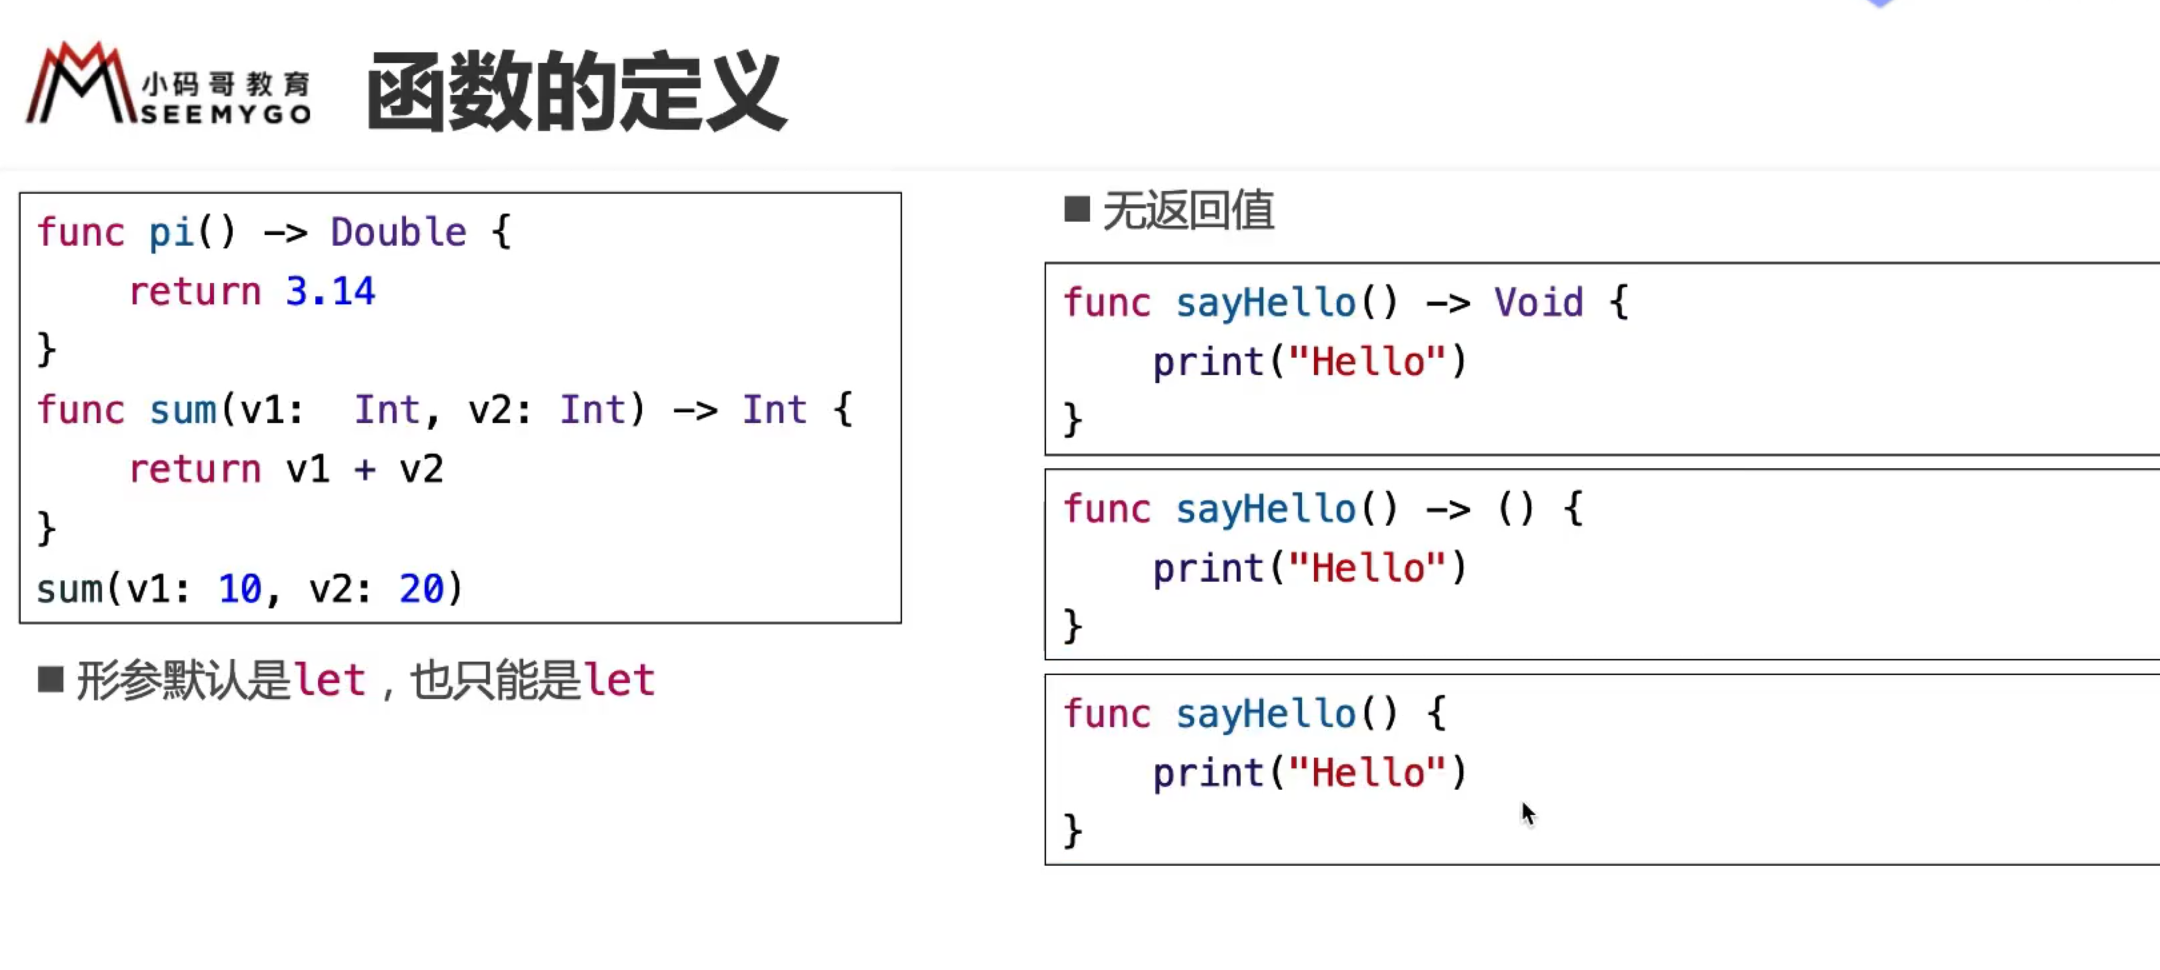 小码哥教育
SEEMYGO
函数的定义
func pi() -> Double {
    return 3.14
}
func sum(v1:  Int, v2: Int) -> Int {
    return v1 + v2
}
sum(v1: 10, v2: 20)
■ 形参默认是let，也只能是let
■ 无返回值
func sayHello() -> Void {
    print("Hello")
}
func sayHello() -> () {
    print("Hello")
}
func sayHello() {
    print("Hello")
}